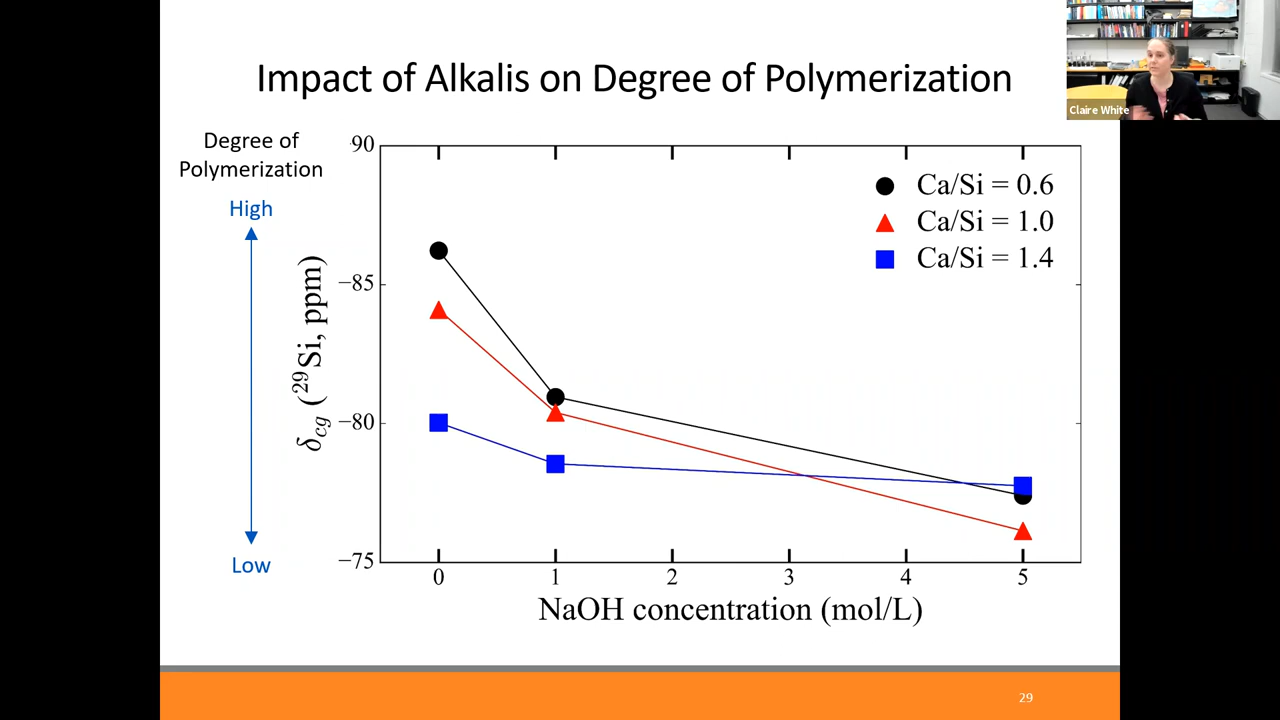 Impact of Alkalis on Degree of Polymerization
Claire White
Degree of
Polymerization
High
Low
δcg (²⁹Si, ppm)
90
−85
−80
−75
Ca/Si = 0.6
Ca/Si = 1.0
Ca/Si = 1.4
0 1 2 3 4 5
NaOH concentration (mol/L)
29